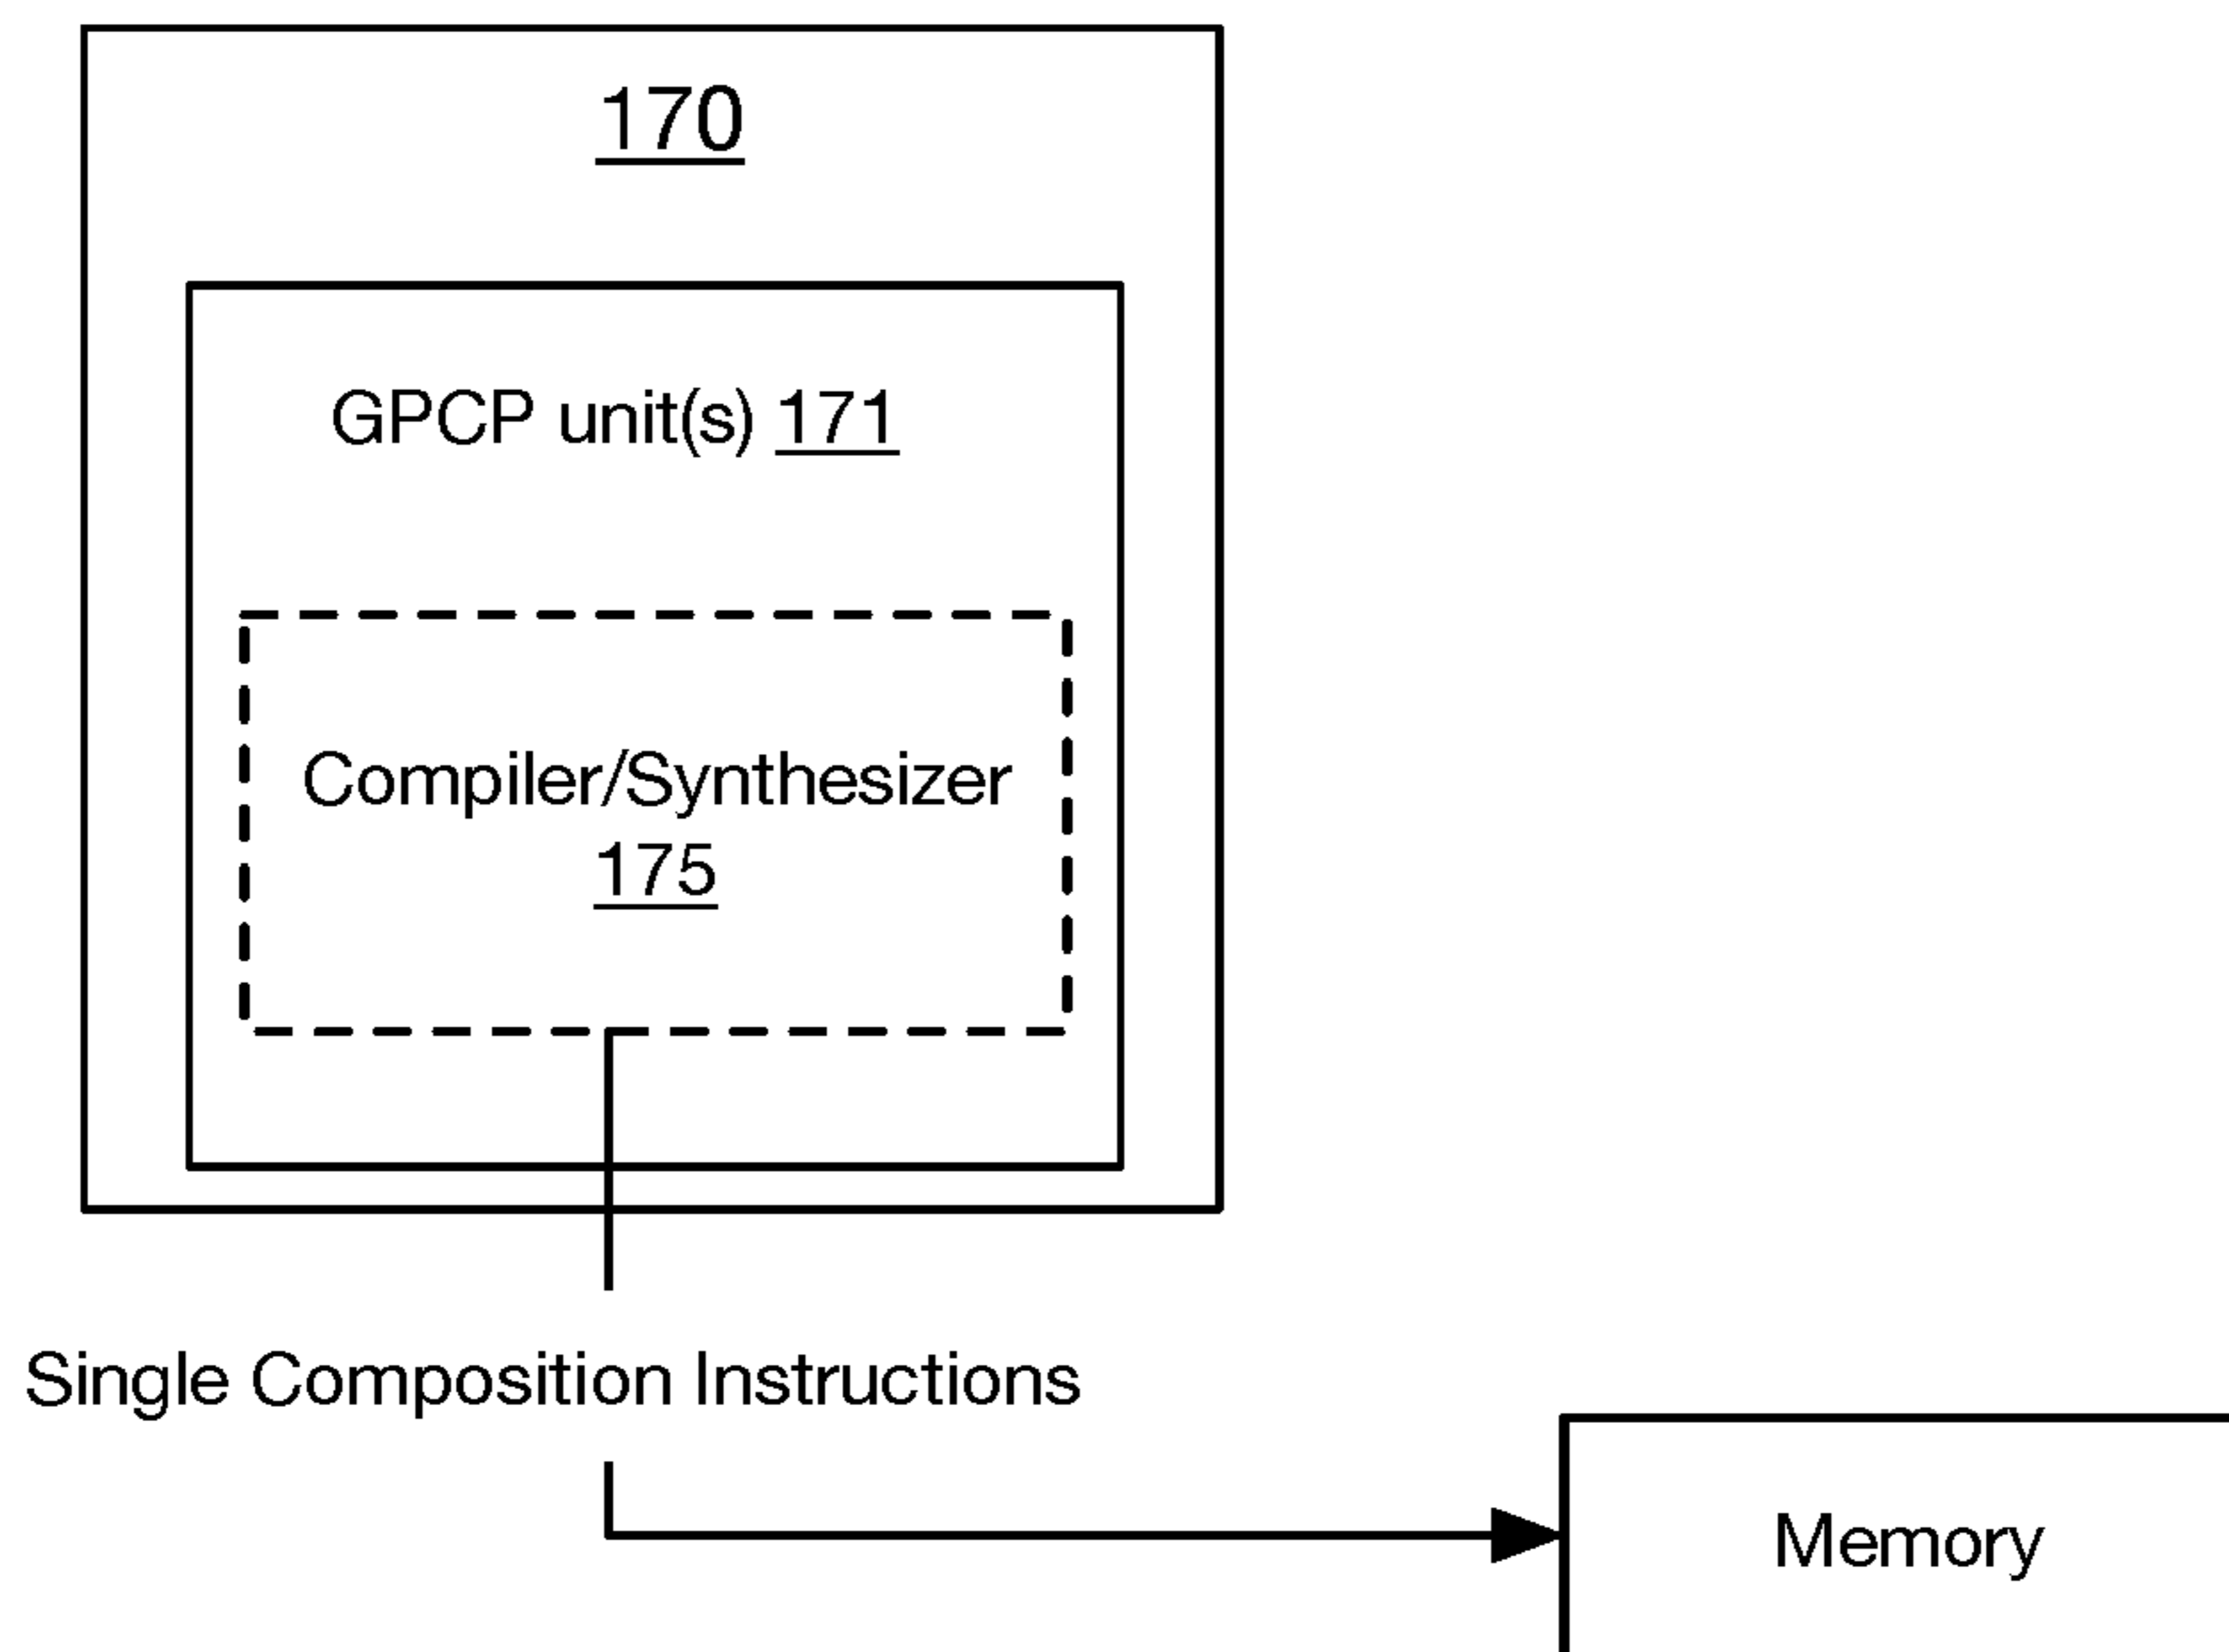 170
GPCP unit(s) 171
Compiler/Synthesizer
175
Single Composition Instructions
Memory